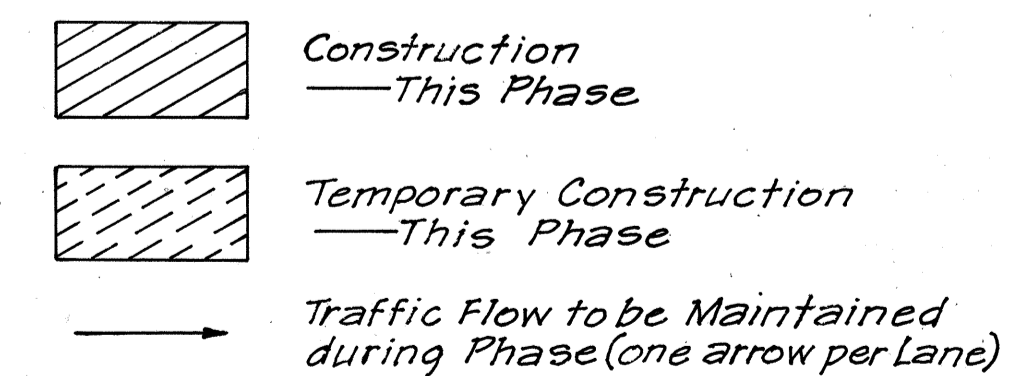 Construction
——This Phase
Temporary Construction
——This Phase
Traffic Flow to be Maintained
during Phase (one arrow per Lane)